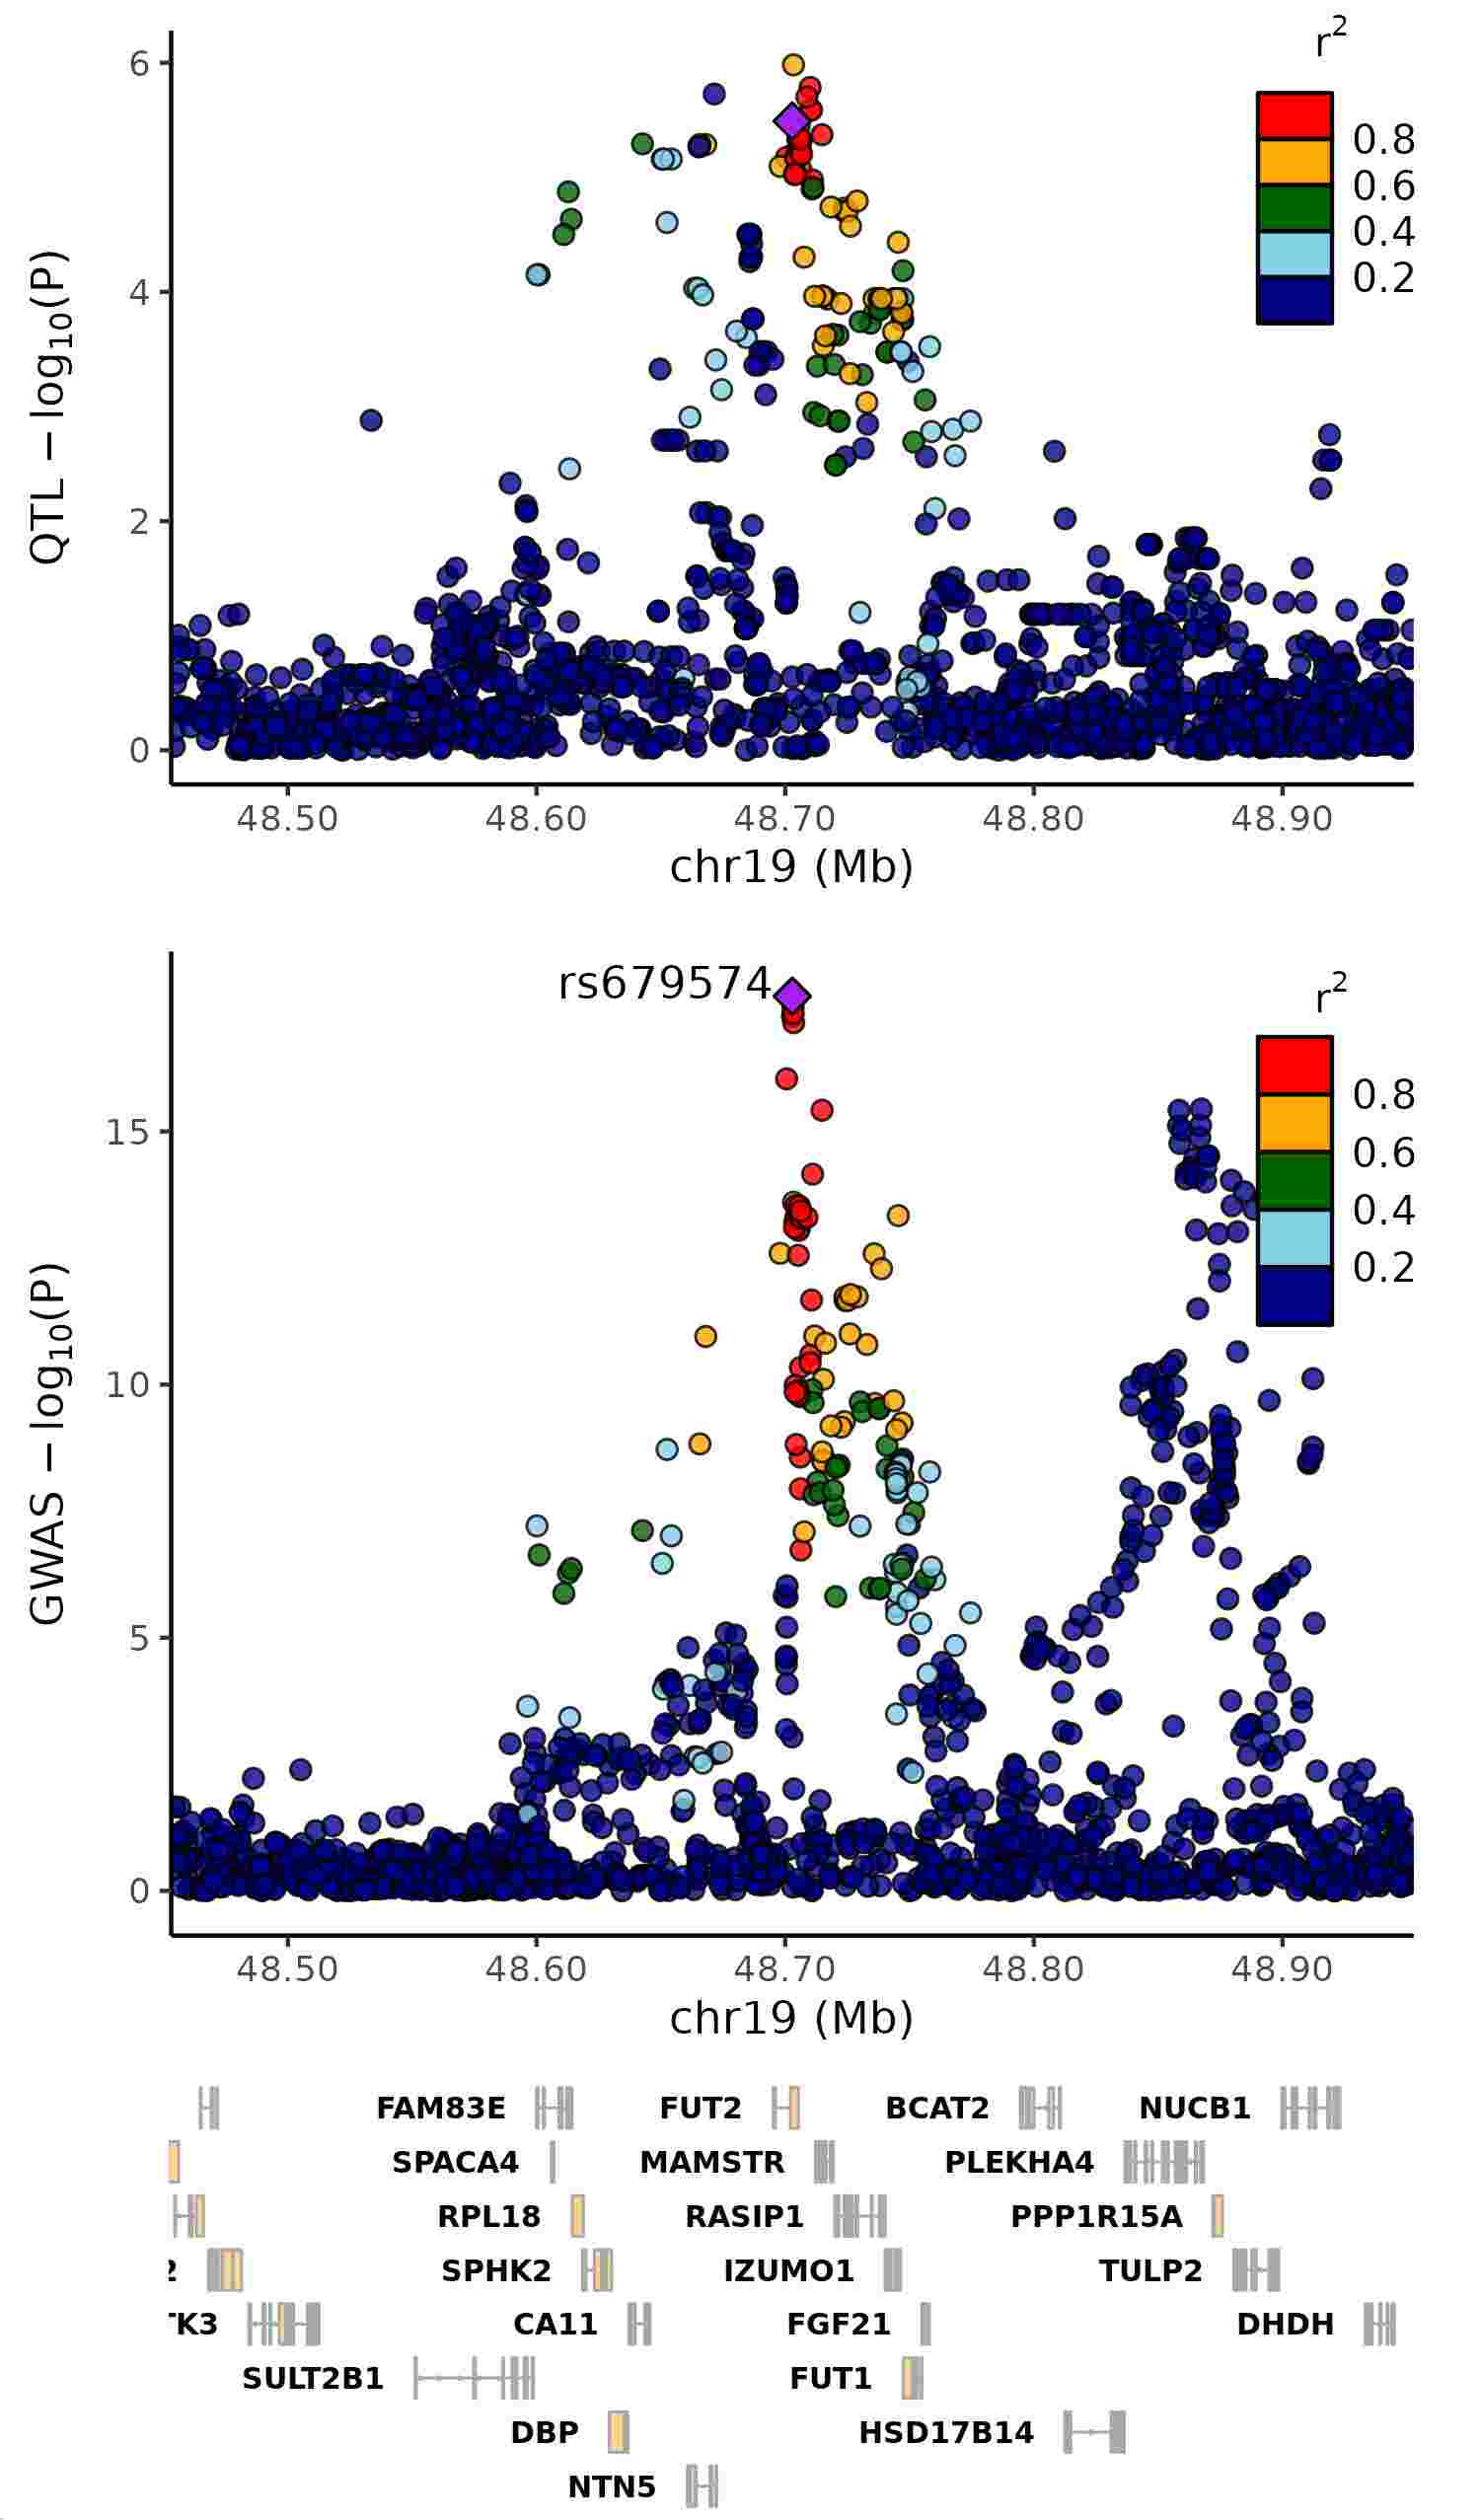 r2
6
4
2
0
0.8
0.6
0.4
0.2
QTL − log10(P)
48.50 48.60 48.70 48.80 48.90
chr19 (Mb)
rs679574
r2
15
10
5
0
0.8
0.6
0.4
0.2
GWAS − log10(P)
48.50 48.60 48.70 48.80 48.90
chr19 (Mb)
FAM83E FUT2 BCAT2 NUCB1
SPACA4 MAMSTR PLEKHA4
RPL18 RASIP1 PPP1R15A
2 SPHK2 IZUMO1 TULP2
TK3 CA11 FGF21 DHDH
SULT2B1 FUT1
DBP HSD17B14
NTN5